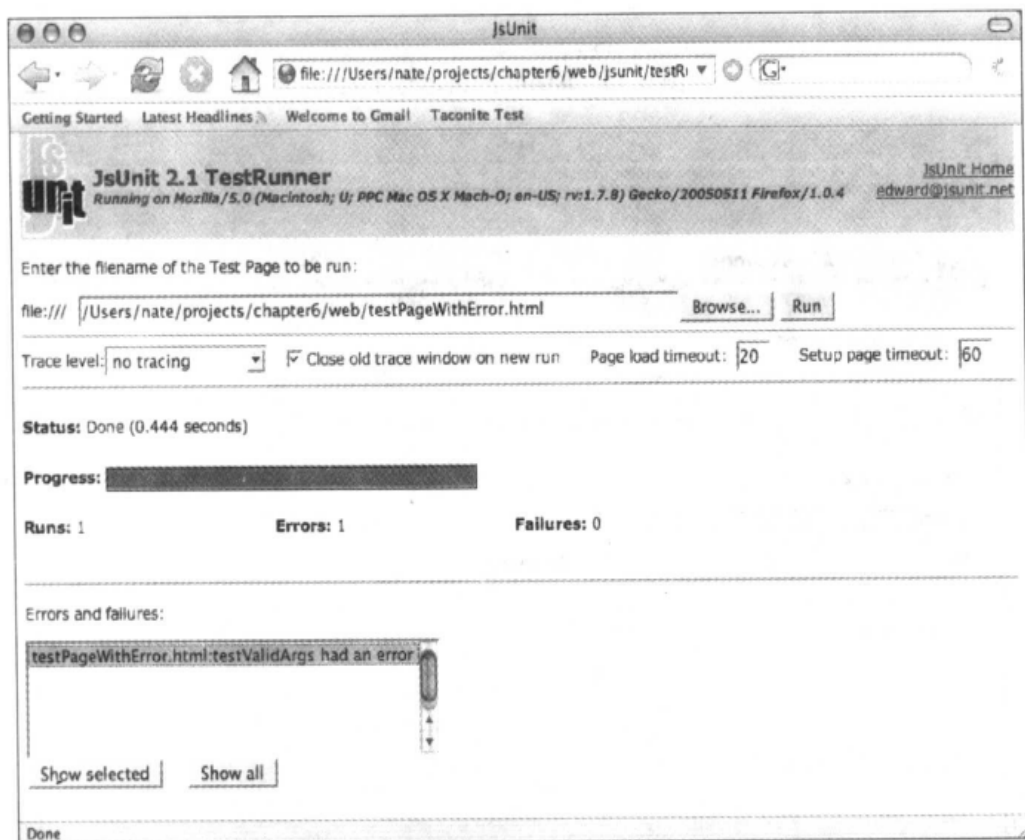 JsUnit
file:///Users/nate/projects/chapter6/web/jsunit/testRu
G
Getting Started Latest Headlines Welcome to Gmail Taconite Test
JS Unit
JsUnit 2.1 TestRunner
JsUnit Home
Running on Mozilla/5.0 (Macintosh; U; PPC Mac OS X Mach-O; en-US; rv:1.7.8) Gecko/20050511 Firefox/1.0.4
edward@jsunit.net
Enter the filename of the Test Page to be run:
file:/// /Users/nate/projects/chapter6/web/testPageWithError.html Browse... Run
Trace level: no tracing Close old trace window on new run Page load timeout: 20 Setup page timeout: 60
Status: Done (0.444 seconds)
Progress:
Runs: 1 Errors: 1 Failures: 0
Errors and failures:
testPageWithError.html:testValidArgs had an error
Show selected Show all
Done